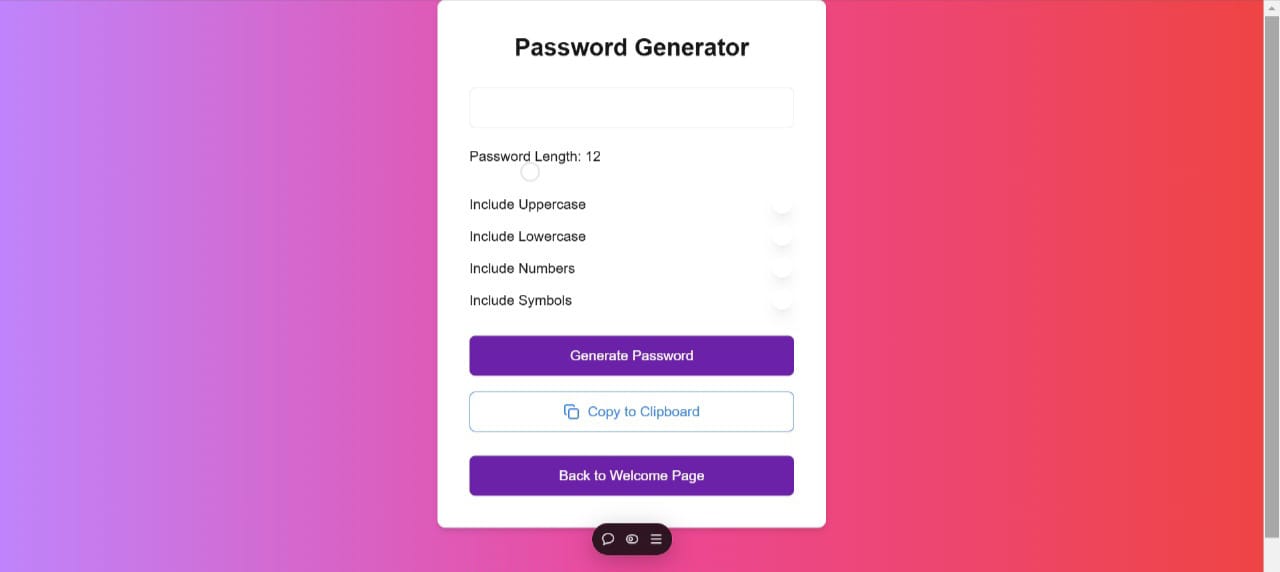 Password Generator
Password Length: 12
Include Uppercase
Include Lowercase
Include Numbers
Include Symbols
Generate Password
Copy to Clipboard
Back to Welcome Page